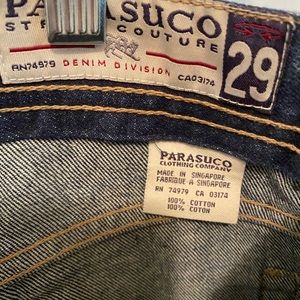 PARASUCO
COUTURE
RN74979 DENIM DIVISION CA03174
29
PARASUCO
CLOTHING COMPANY
MADE IN SINGAPORE
FABRIQUE A SINGAPORE
RN 74979 CA 03174
100% COTTON
100% COTON